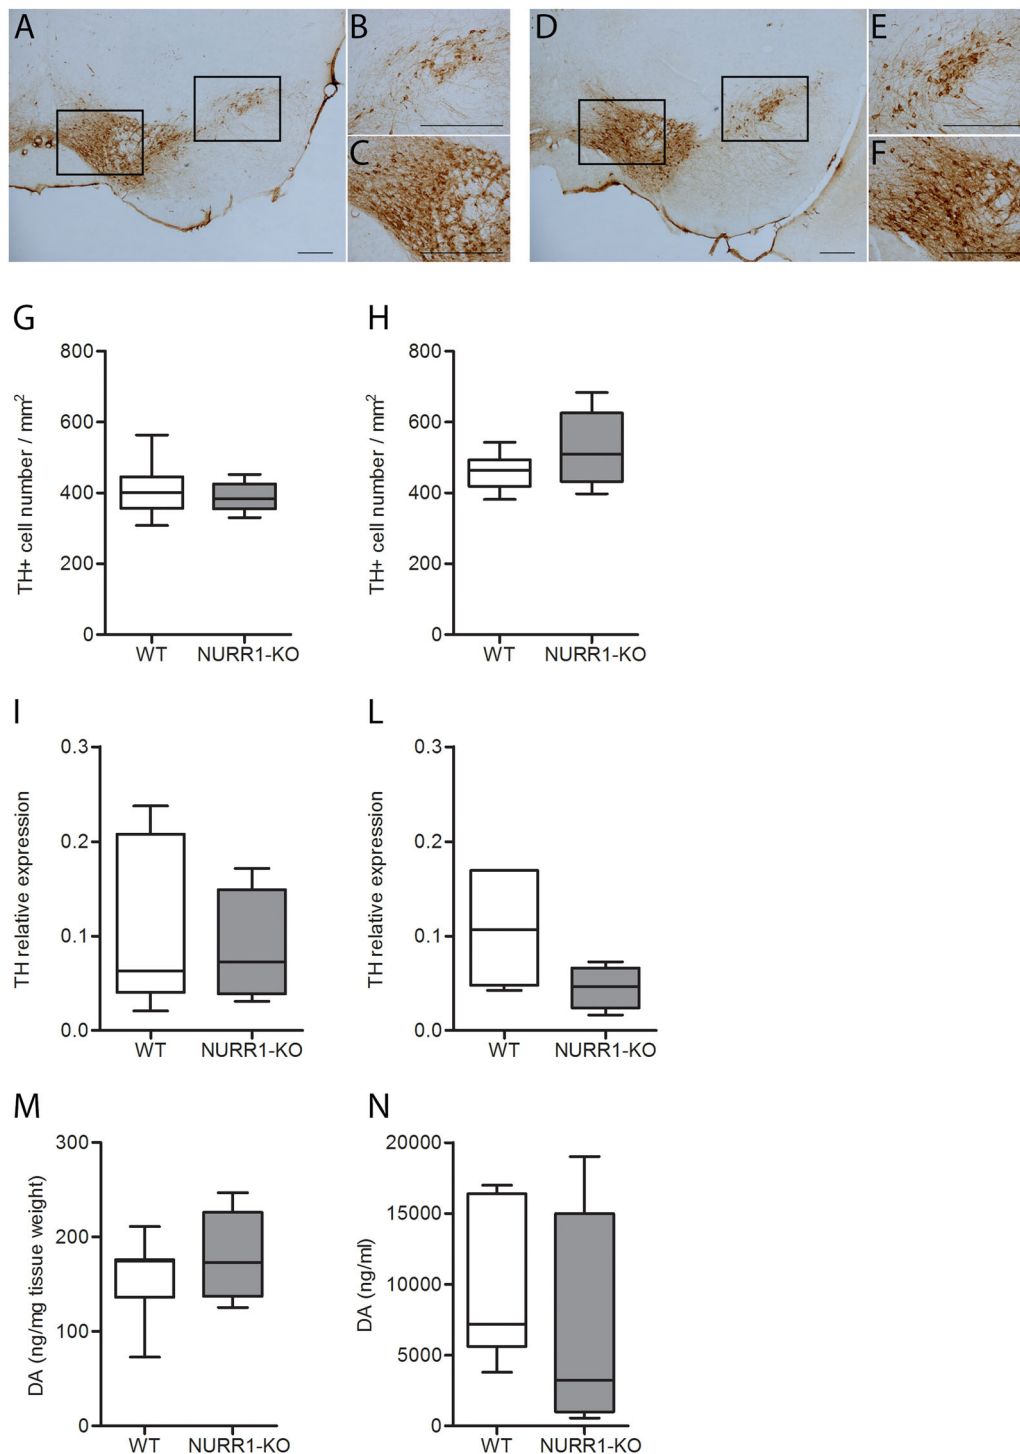 A
B
C
D
E
F
G
TH+ cell number / mm²
800
600
400
200
0
WT
NURR1-KO
H
TH+ cell number / mm²
800
600
400
200
0
WT
NURR1-KO
I
TH relative expression
0.3
0.2
0.1
0.0
WT
NURR1-KO
L
TH relative expression
0.3
0.2
0.1
0.0
WT
NURR1-KO
M
DA (ng/mg tissue weight)
300
200
100
0
WT
NURR1-KO
N
DA (ng/ml)
20000
15000
10000
5000
0
WT
NURR1-KO